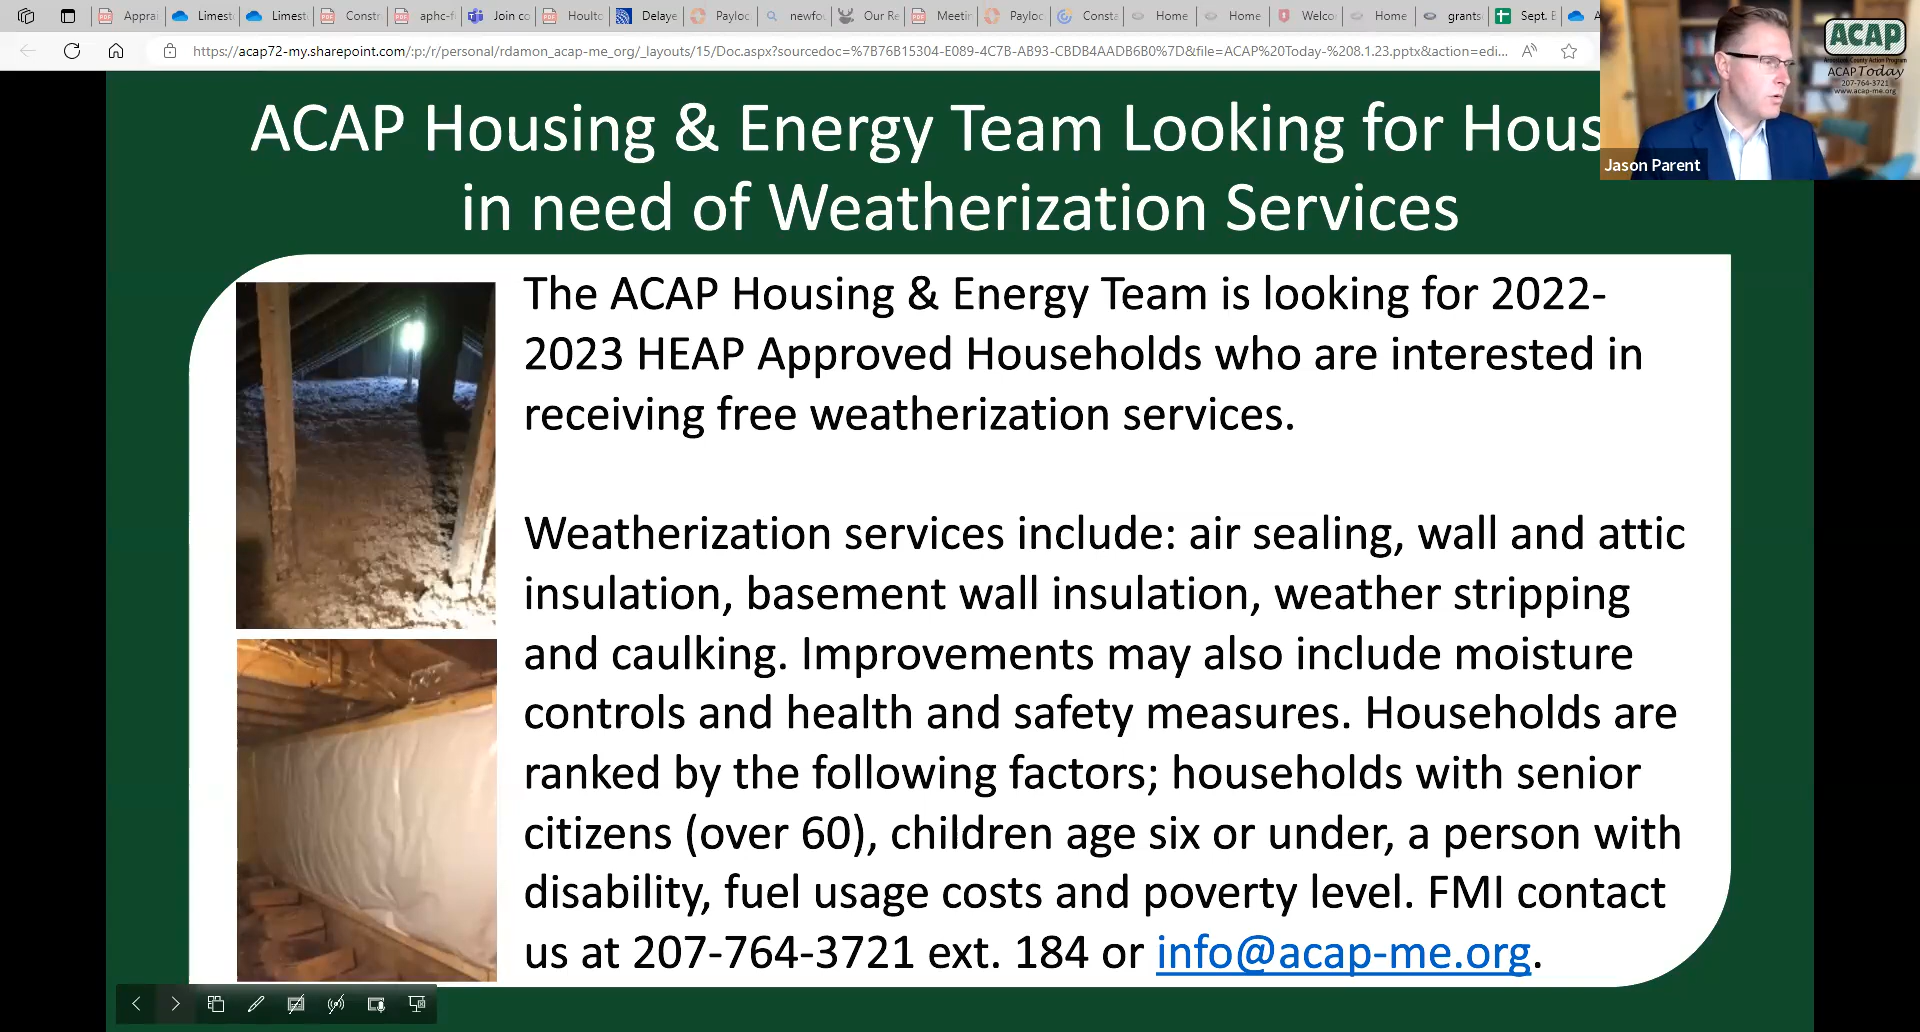 Appra
Limest
Limest
Constr
aphc-f
Join co
Houlto
Delaye
Payloc
newfou
Our Re
Meetin
Payloc
Consta
Home
Home
Welco
Home
grants
Sept. B
https://acap72-my.sharepoint.com/:p:/r/personal/rdamon_acap-me_org/_layouts/15/Doc.aspx?sourcedoc=%7B76B15304-E089-4C7B-AB93-CBDB4AADB6B0%7D&file=ACAP%20Today-%208.1.23.pptx&action=edi...
ACAP
Aroostook County Action Program
ACAP Today
207-764-3721
www.acap-me.org
Jason Parent
ACAP Housing & Energy Team Looking for Hous
in need of Weatherization Services
The ACAP Housing & Energy Team is looking for 2022-
2023 HEAP Approved Households who are interested in
receiving free weatherization services.
Weatherization services include: air sealing, wall and attic
insulation, basement wall insulation, weather stripping
and caulking. Improvements may also include moisture
controls and health and safety measures. Households are
ranked by the following factors; households with senior
citizens (over 60), children age six or under, a person with
disability, fuel usage costs and poverty level. FMI contact
us at 207-764-3721 ext. 184 or info@acap-me.org.